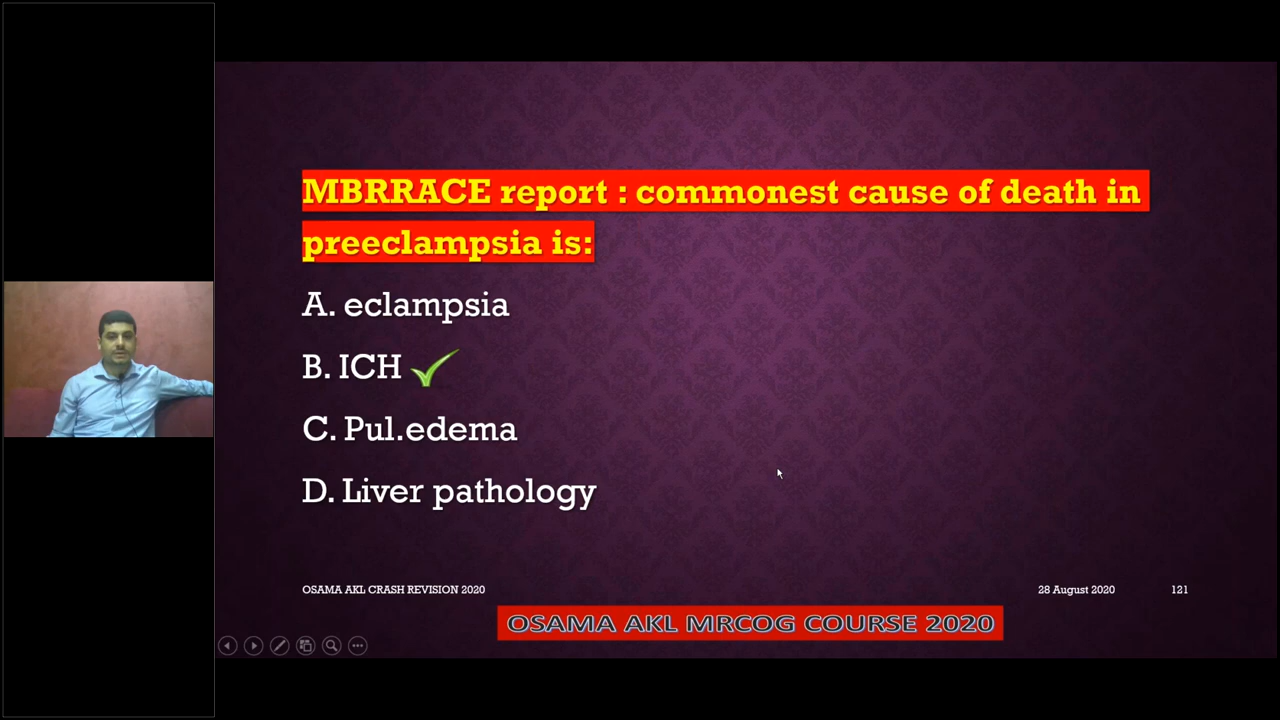 MBRRACE report : commonest cause of death in
preeclampsia is:
A. eclampsia
B. ICH
C. Pul.edema
D. Liver pathology
OSAMA AKL CRASH REVISION 2020
28 August 2020
121
OSAMA AKL MRCOG COURSE 2020